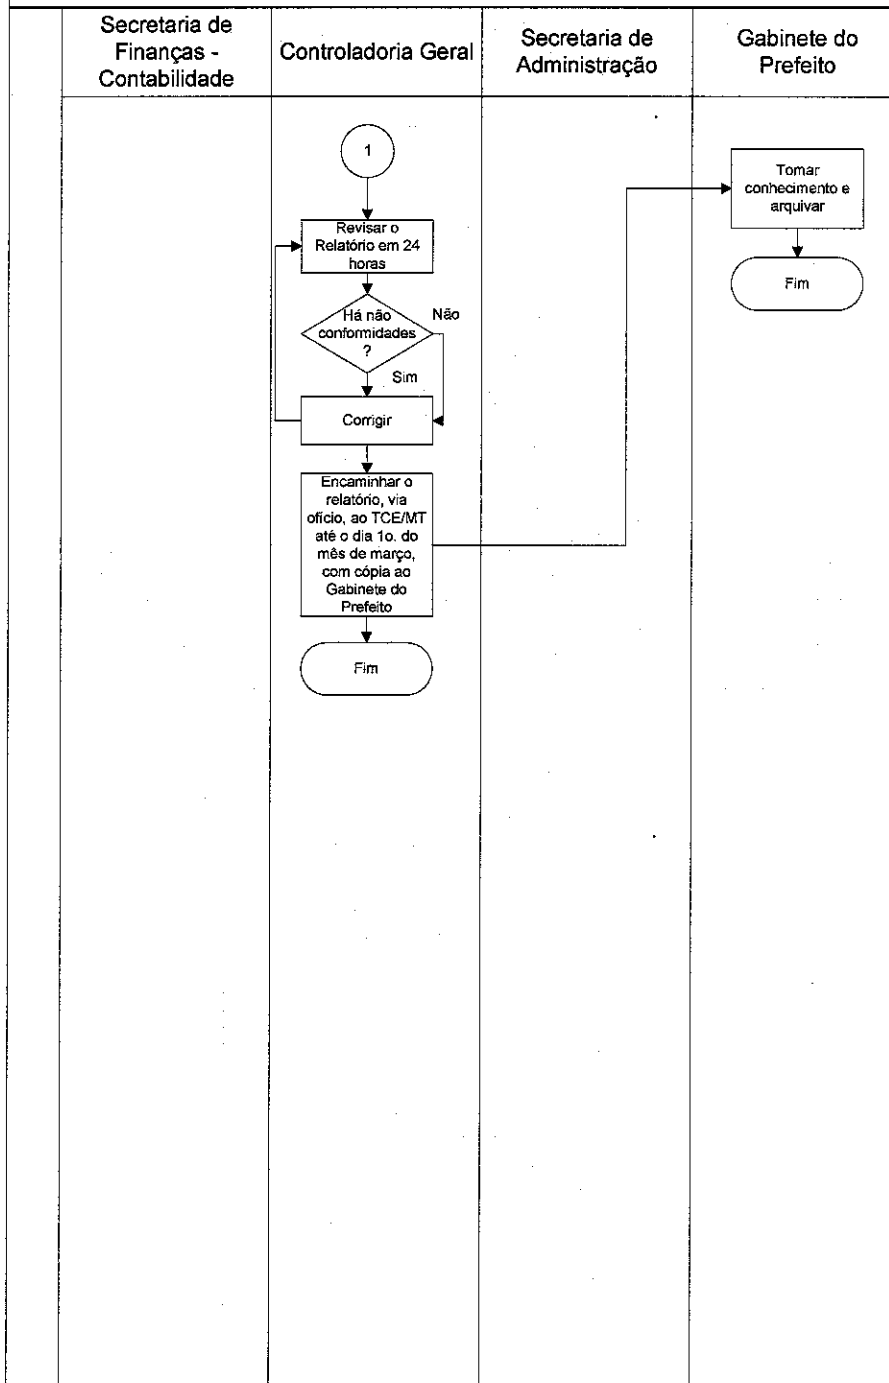 Secretaria de
Finanças -
Contabilidade
Controladoria Geral
Secretaria de
Administração
Gabinete do
Prefeito
1
Revisar o
Relatório em 24
horas
Há não
conformidades
?
Não
Sim
Corrigir
Encaminhar o
relatório, via
ofício, ao TCE/MT
até o dia 1o. do
mês de março,
com cópia ao
Gabinete do
Prefeito
Fim
Tomar
conhecimento e
arquivar
Fim